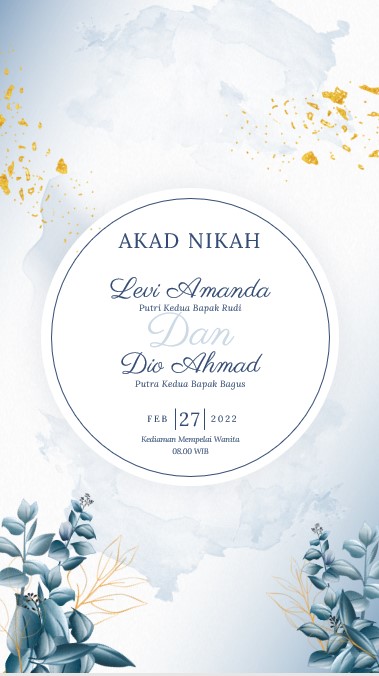 AKAD NIKAH
Levi Amanda
Putri Kedua Bapak Rudi
Dan
Dio Ahmad
Putra Kedua Bapak Bagus
FEB |27| 2022
Kediaman Mempelai Wanita
08.00 WIB